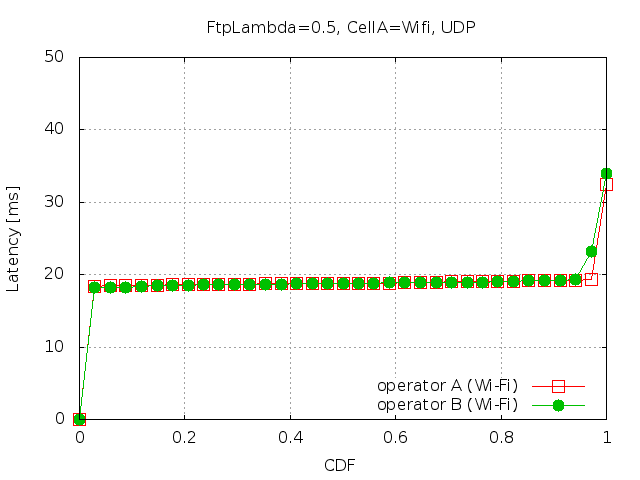 FtpLambda=0.5, CellA=Wifi, UDP
50
40
30
20
10
0
Latency [ms]
operator A (Wi-Fi)
operator B (Wi-Fi)
0 0.2 0.4 0.6 0.8 1
CDF